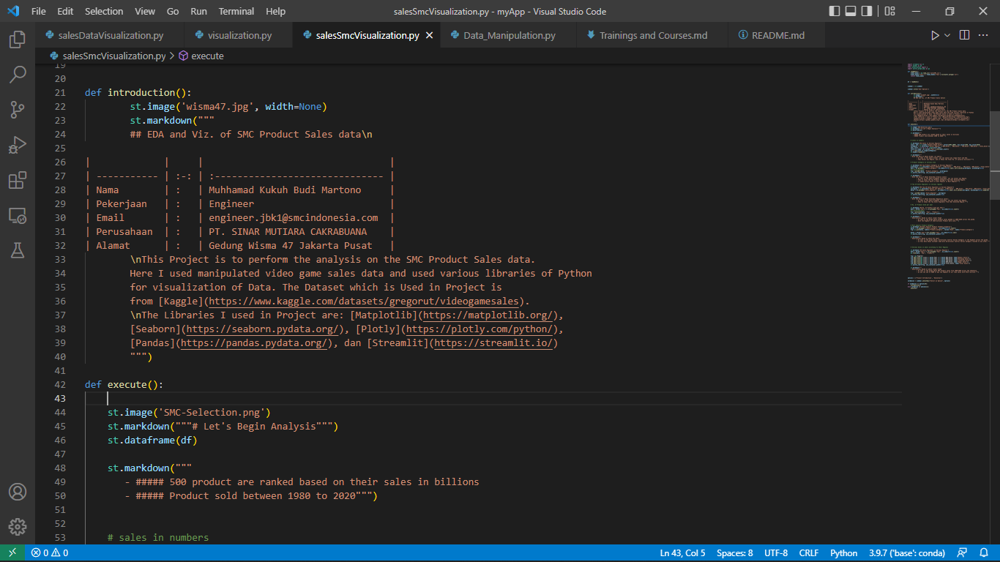 File Edit Selection View Go Run Terminal Help salesSmcVisualization.py - myApp - Visual Studio Code
salesDataVisualization.py visualization.py salesSmcVisualization.py Data_Manipulation.py Trainings and Courses.md README.md
salesSmcVisualization.py > execute
19
20
21 def introduction():
22 st.image('wisma47.jpg', width=None)
23 st.markdown("""
24 ## EDA and Viz. of SMC Product Sales data\n
25
26 | | | |
27 | ----------- | :-: | :------------------------------ |
28 | Nama | : | Muhhamad Kukuh Budi Martono |
29 | Pekerjaan | : | Engineer |
30 | Email | : | engineer.jbk1@smcindonesia.com |
31 | Perusahaan | : | PT. SINAR MUTIARA CAKRABUANA |
32 | Alamat | : | Gedung Wisma 47 Jakarta Pusat |
33 \nThis Project is to perform the analysis on the SMC Product Sales data.
34 Here I used manipulated video game sales data and used various libraries of Python
35 for visualization of Data. The Dataset which is Used in Project is
36 from [Kaggle](https://www.kaggle.com/datasets/gregorut/videogamesales).
37 \nThe Libraries I used in Project are: [Matplotlib](https://matplotlib.org/),
38 [Seaborn](https://seaborn.pydata.org/), [Plotly](https://plotly.com/python/),
39 [Pandas](https://pandas.pydata.org/), dan [Streamlit](https://streamlit.io/)
40 """)
41
42 def execute():
43
44 st.image('SMC-Selection.png')
45 st.markdown("""# Let's Begin Analysis""")
46 st.dataframe(df)
47
48 st.markdown("""
49 - ##### 500 product are ranked based on their sales in billions
50 - ##### Product sold between 1980 to 2020""")
51
52
53 # sales in numbers
0 0 Ln 43, Col 5 Spaces: 8 UTF-8 CRLF Python 3.9.7 ('base': conda)